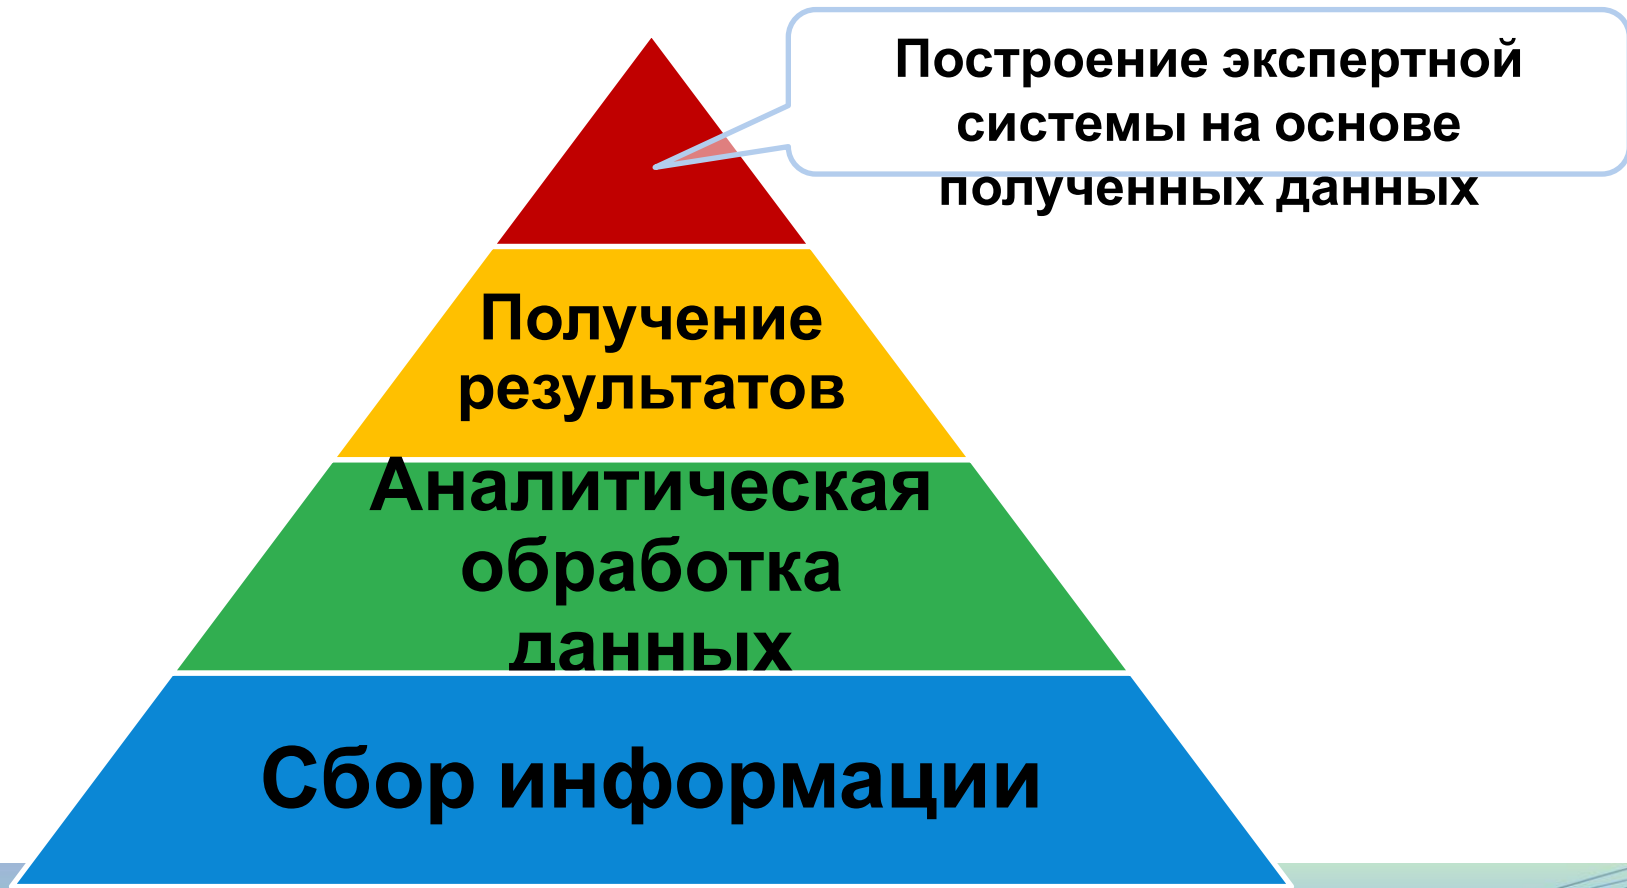 Построение экспертной
системы на основе
полученных данных
Получение
результатов
Аналитическая
обработка
данных
Сбор информации